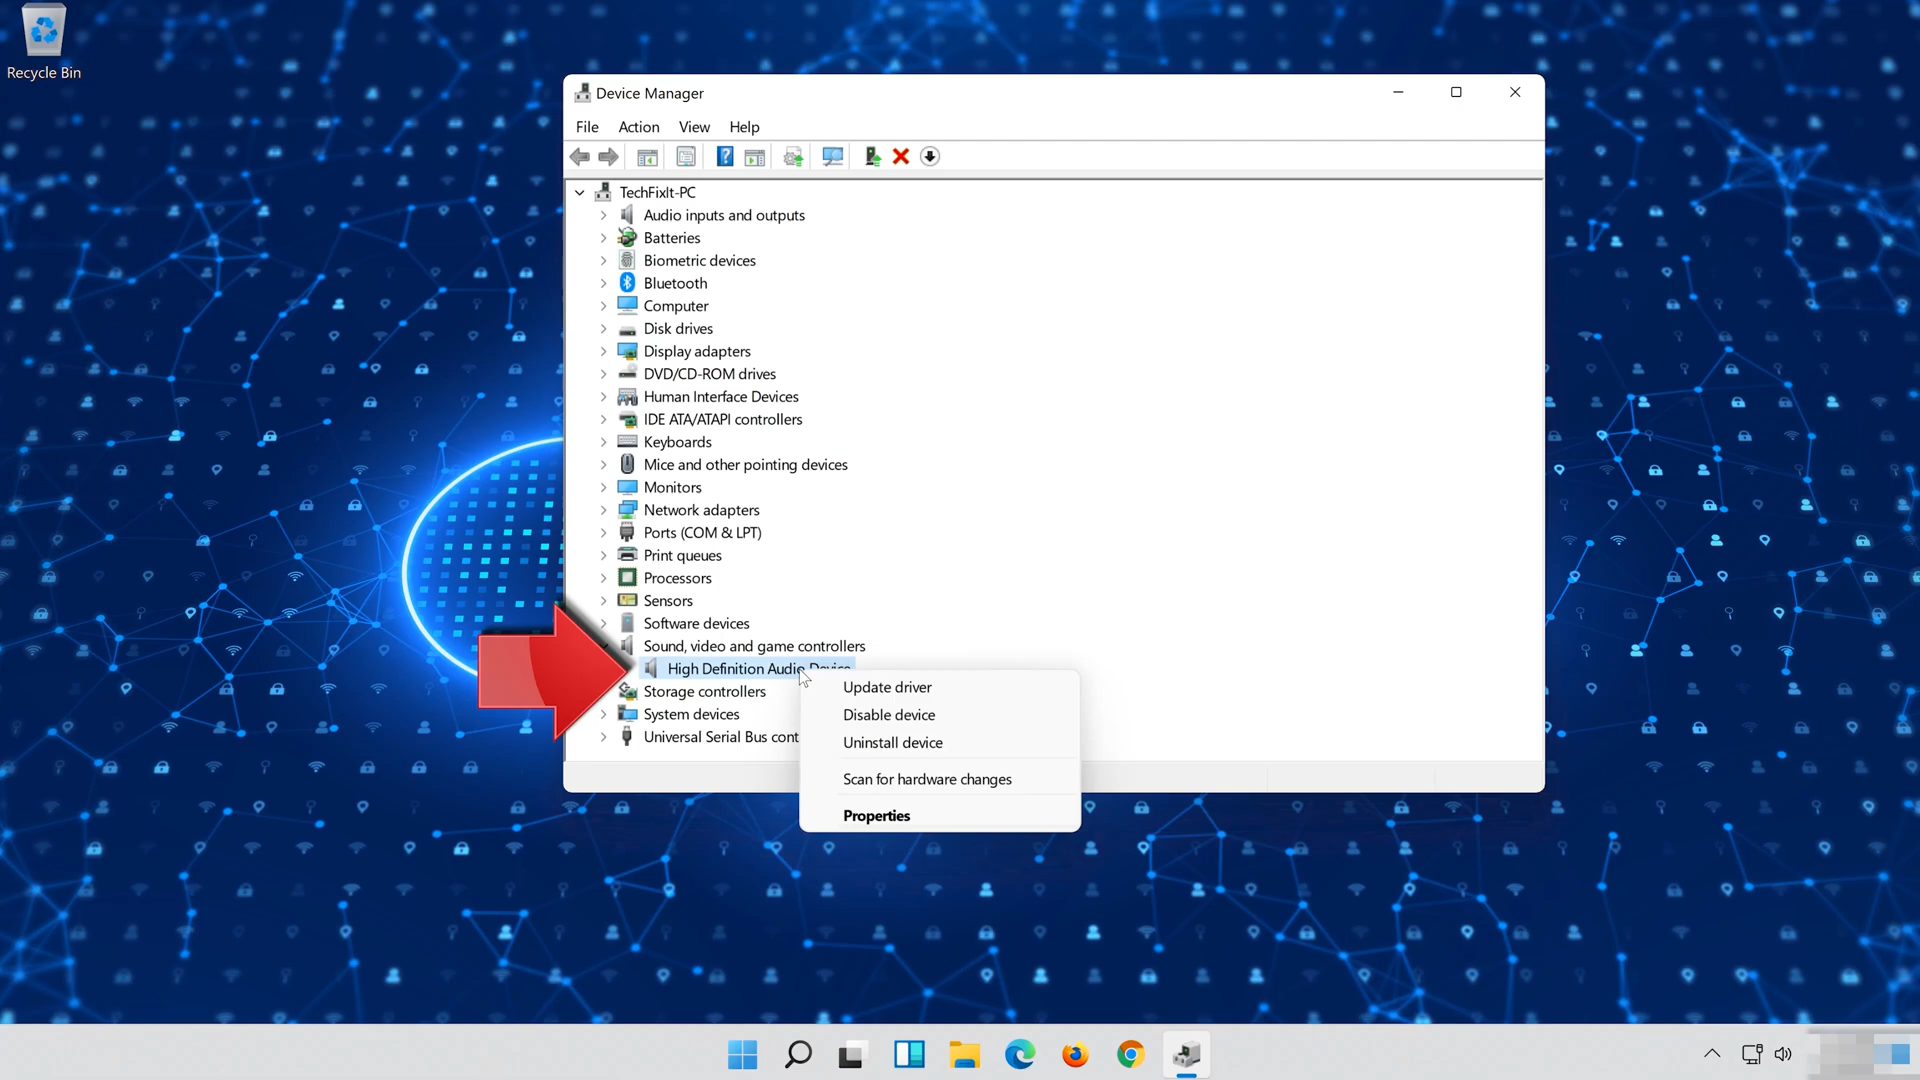 Recycle Bin
Device Manager
File Action View Help
TechFixIt-PC
Audio inputs and outputs
Batteries
Biometric devices
Bluetooth
Computer
Disk drives
Display adapters
DVD/CD-ROM drives
Human Interface Devices
IDE ATA/ATAPI controllers
Keyboards
Mice and other pointing devices
Monitors
Network adapters
Ports (COM & LPT)
Print queues
Processors
Sensors
Software devices
Sound, video and game controllers
High Definition Audio Device
Storage controllers
System devices
Universal Serial Bus cont
Update driver
Disable device
Uninstall device
Scan for hardware changes
Properties